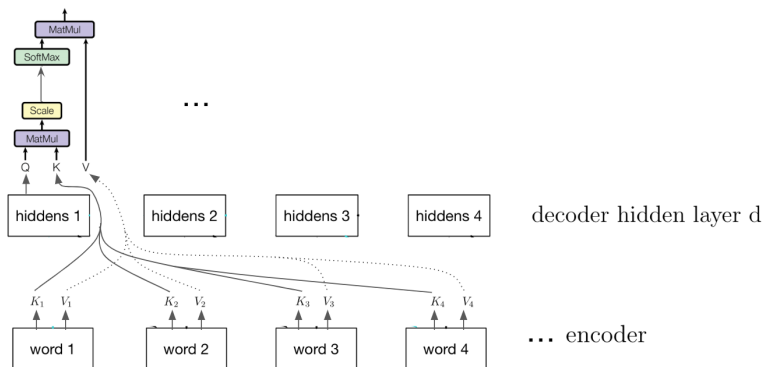 MatMul
SoftMax
...
Scale
MatMul
Q K V
hiddens 1 hiddens 2 hiddens 3 hiddens 4 decoder hidden layer d
K₁ V₁ K₂ V₂ K₃ V₃ K₄ V₄
word 1 word 2 word 3 word 4 ... encoder